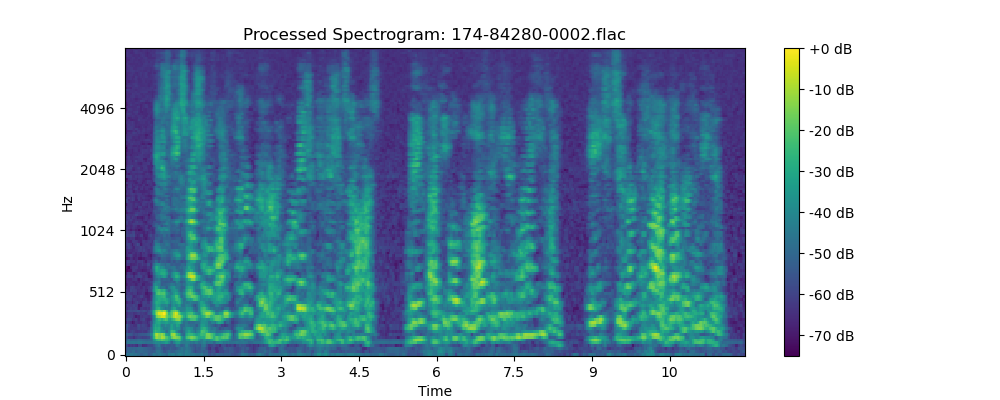 Processed Spectrogram: 174-84280-0002.flac
Hz
4096
2048
1024
512
0
0 1.5 3 4.5 6 7.5 9 10
Time
+0 dB
-10 dB
-20 dB
-30 dB
-40 dB
-50 dB
-60 dB
-70 dB